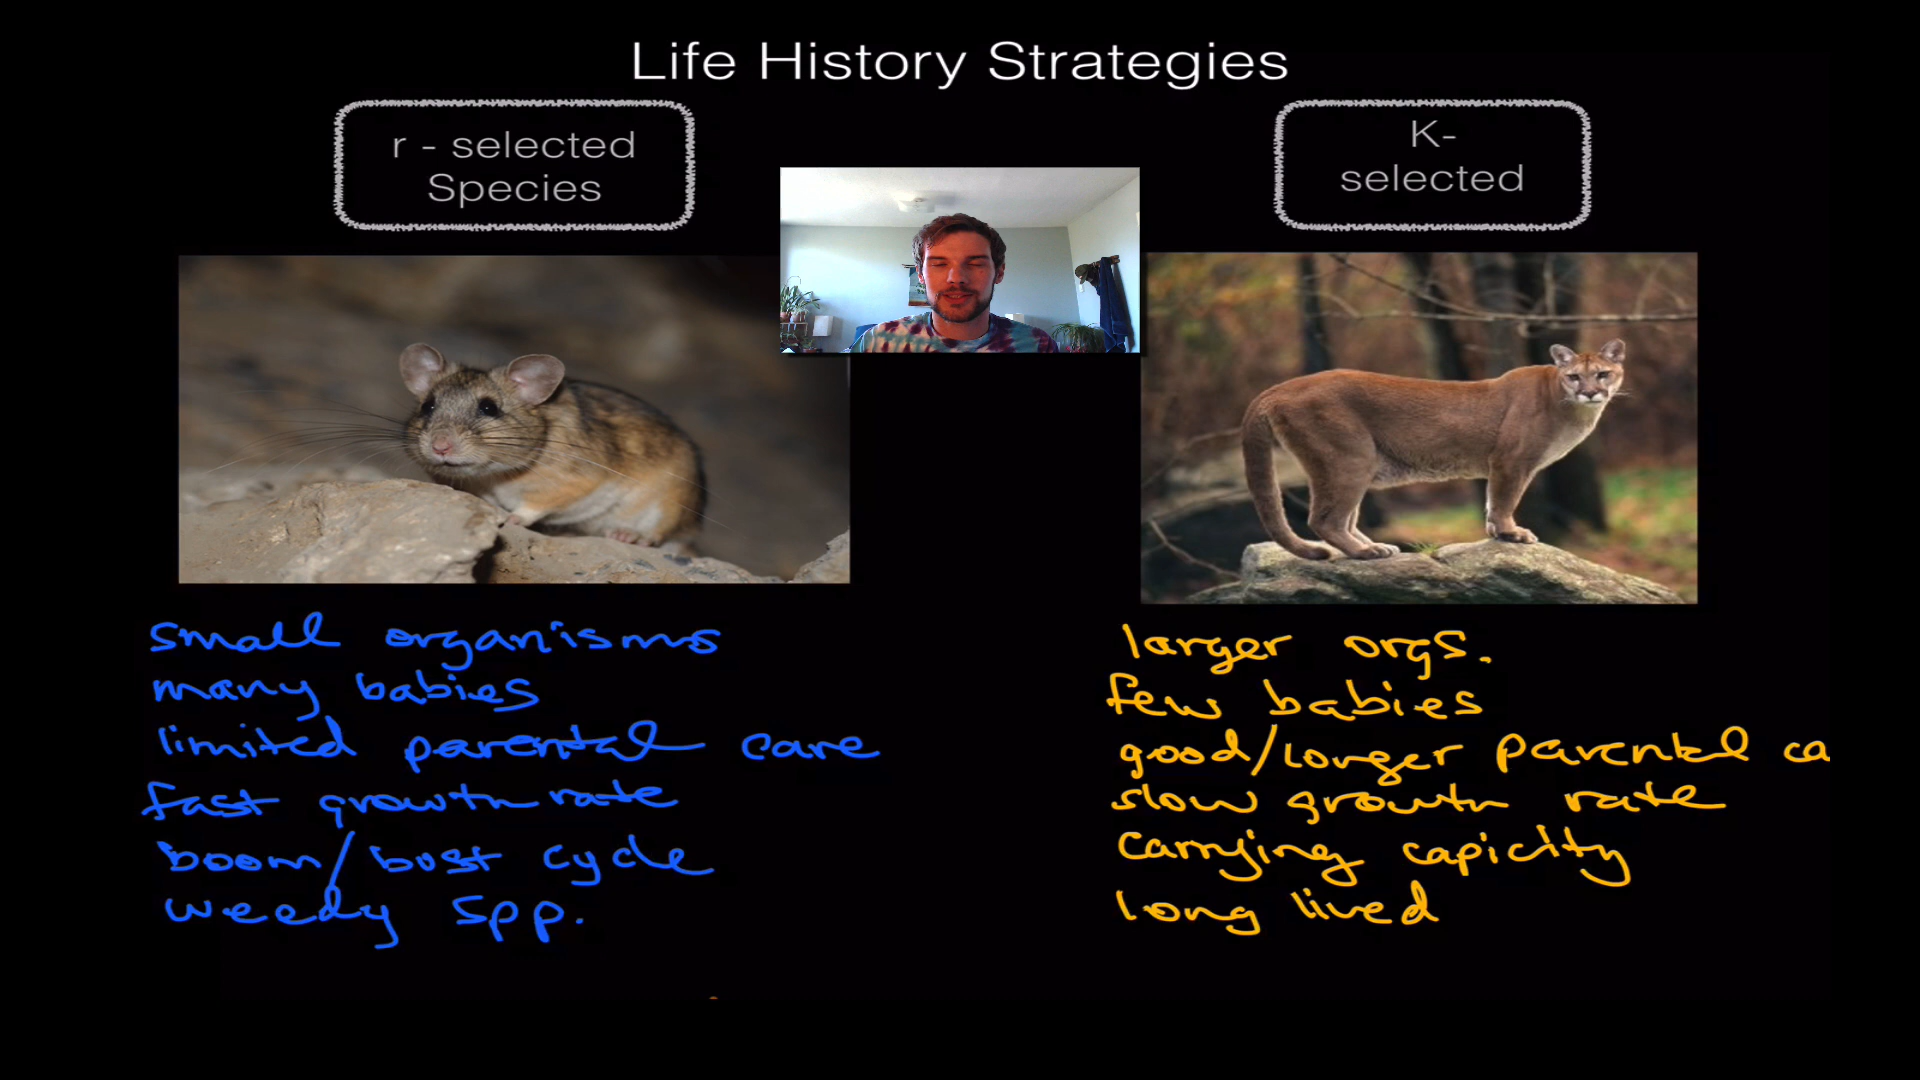 Life History Strategies
r - selected
Species
K-
selected
small organisms
many babies
limited parental care
fast growth rate
boom/bust cycle
weedy spp.
larger orgs.
few babies
good/longer parental ca
slow growth rate
carrying capicity
long lived